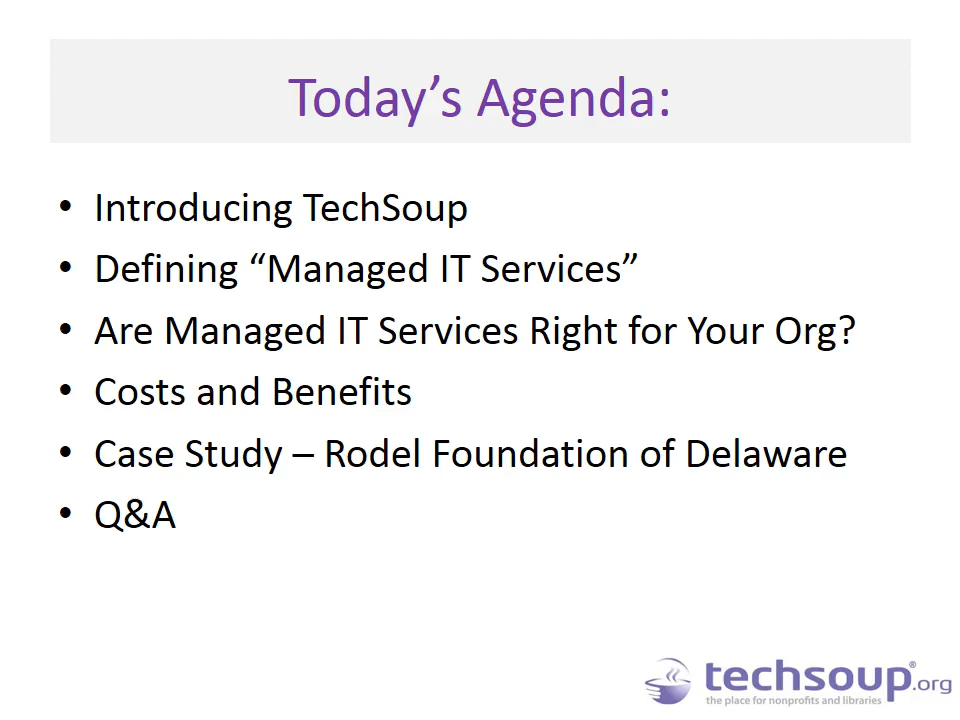 Today’s Agenda:
• Introducing TechSoup
• Defining “Managed IT Services”
• Are Managed IT Services Right for Your Org?
• Costs and Benefits
• Case Study – Rodel Foundation of Delaware
• Q&A
techsoup®.org
the place for nonprofits and libraries